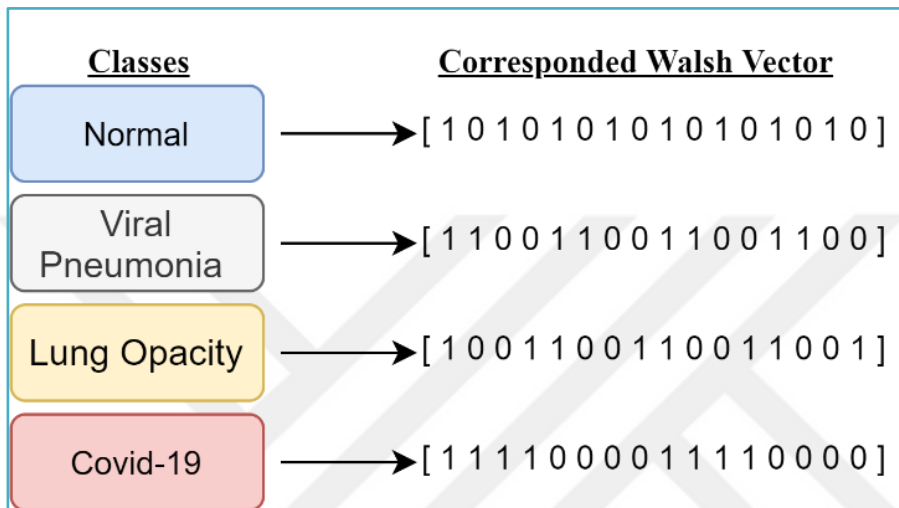 Classes Corresponded Walsh Vector
Normal [ 1 0 1 0 1 0 1 0 1 0 1 0 1 0 1 0 ]
Viral
Pneumonia [ 1 1 0 0 1 1 0 0 1 1 0 0 1 1 0 0 ]
Lung Opacity [ 1 0 0 1 1 0 0 1 1 0 0 1 1 0 0 1 ]
Covid-19 [ 1 1 1 1 0 0 0 0 1 1 1 1 0 0 0 0 ]